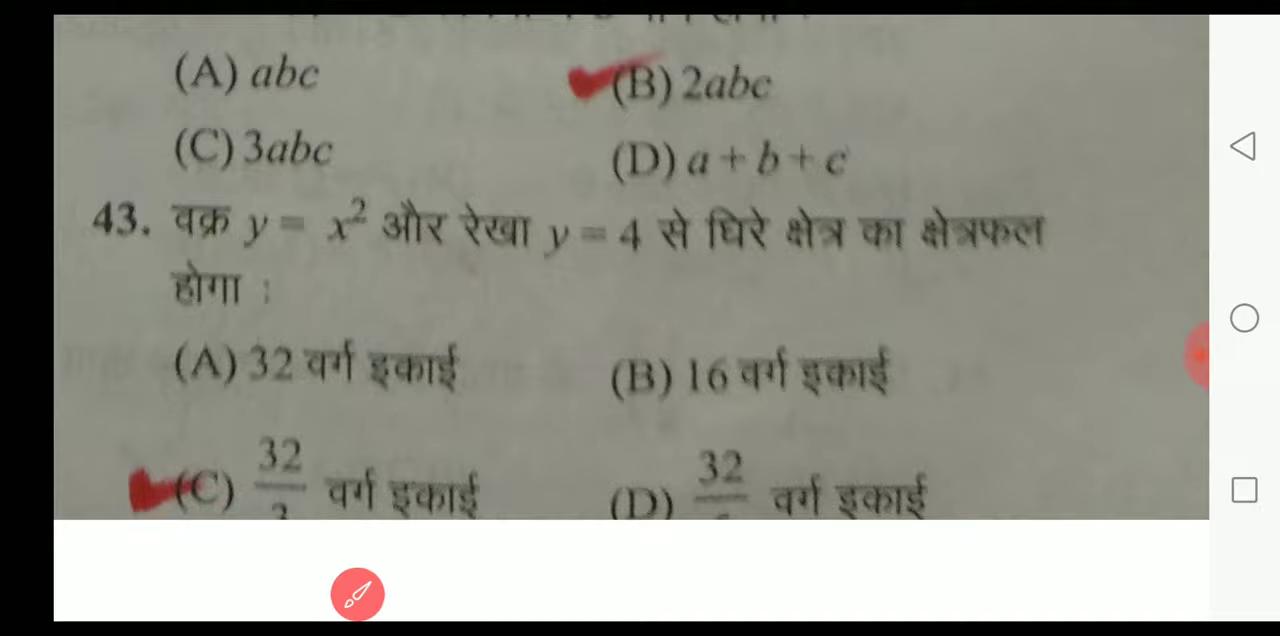 (A) abc (B) 2abc
(C) 3abc (D) a + b + c
43. वक्र y = x² और रेखा y = 4 से घिरे क्षेत्र का क्षेत्रफल
होगा :
(A) 32 वर्ग इकाई (B) 16 वर्ग इकाई
(C) 32/3 वर्ग इकाई (D) 32 वर्ग इकाई